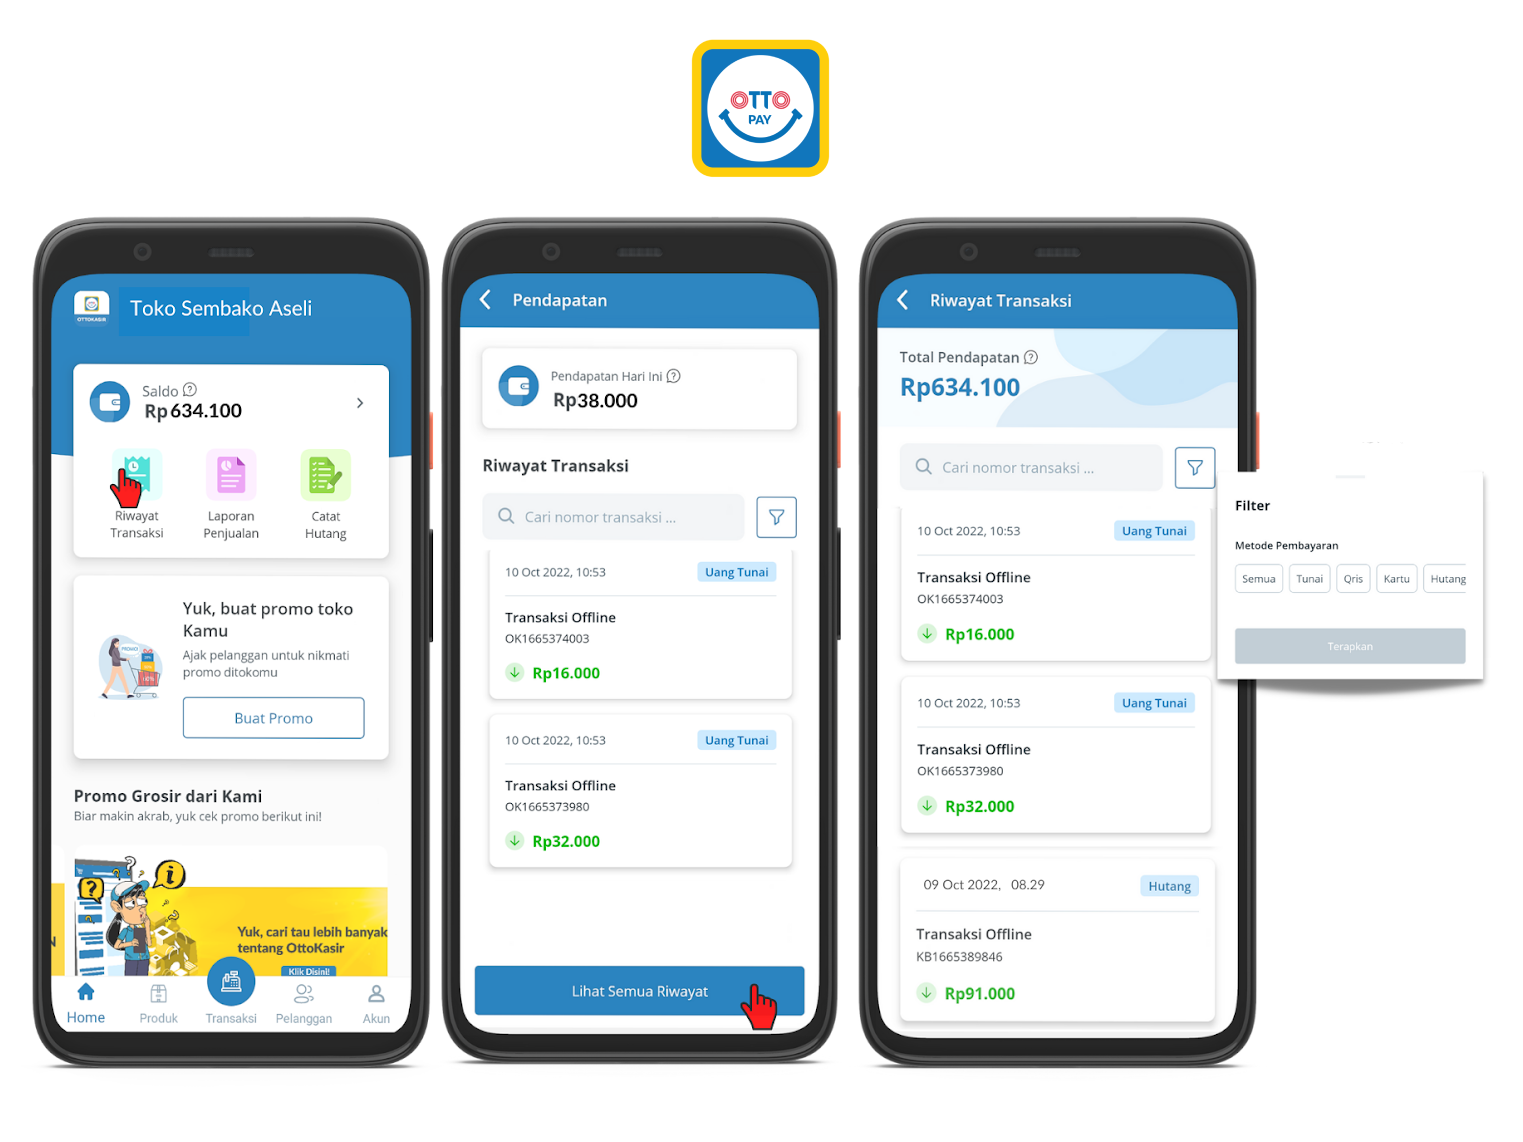 OTTO
PAY
OTTOKASIR
Toko Sembako Aseli
Saldo
Rp634.100
Riwayat
Transaksi
Laporan
Penjualan
Catat
Hutang
PROMO!
Yuk, buat promo toko
Kamu
Ajak pelanggan untuk nikmati
promo ditokomu
Buat Promo
Promo Grosir dari Kami
Biar makin akrab, yuk cek promo berikut ini!
N
Yuk, cari tau lebih banyak
tentang OttoKasir
Klik Disini!
Home
Produk
Transaksi
Pelanggan
Akun
Pendapatan
Pendapatan Hari Ini
Rp38.000
Riwayat Transaksi
Cari nomor transaksi ...
10 Oct 2022, 10:53
Uang Tunai
Transaksi Offline
OK1665374003
Rp16.000
10 Oct 2022, 10:53
Uang Tunai
Transaksi Offline
OK1665373980
Rp32.000
Lihat Semua Riwayat
Riwayat Transaksi
Total Pendapatan
Rp634.100
Cari nomor transaksi ...
10 Oct 2022, 10:53
Uang Tunai
Transaksi Offline
OK1665374003
Rp16.000
10 Oct 2022, 10:53
Uang Tunai
Transaksi Offline
OK1665373980
Rp32.000
09 Oct 2022, 08.29
Hutang
Transaksi Offline
KB1665389846
Rp91.000
Filter
Metode Pembayaran
Semua
Tunai
Qris
Kartu
Hutang
Terapkan